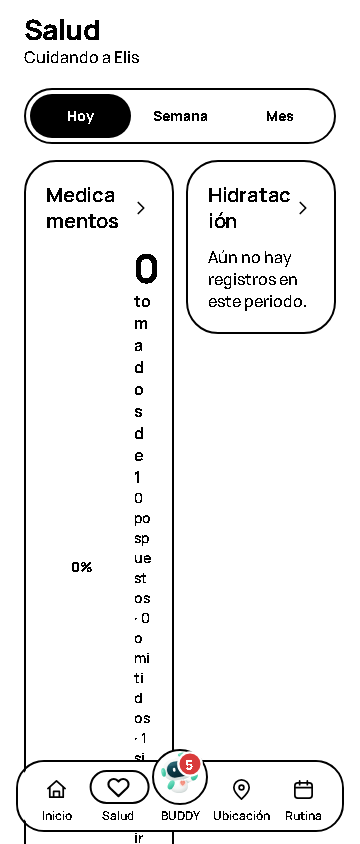 Salud
Cuidando a Elis
Hoy
Semana
Mes
Medica
mentos
0
to
m
a
d
o
s
d
e
1
0
po
sp
ue
st
os
· 0
o
mi
ti
d
os
· 1
si
ir
0%
Hidratac
ión
Aún no hay
registros en
este periodo.
5
Inicio
Salud
BUDDY
Ubicación
Rutina